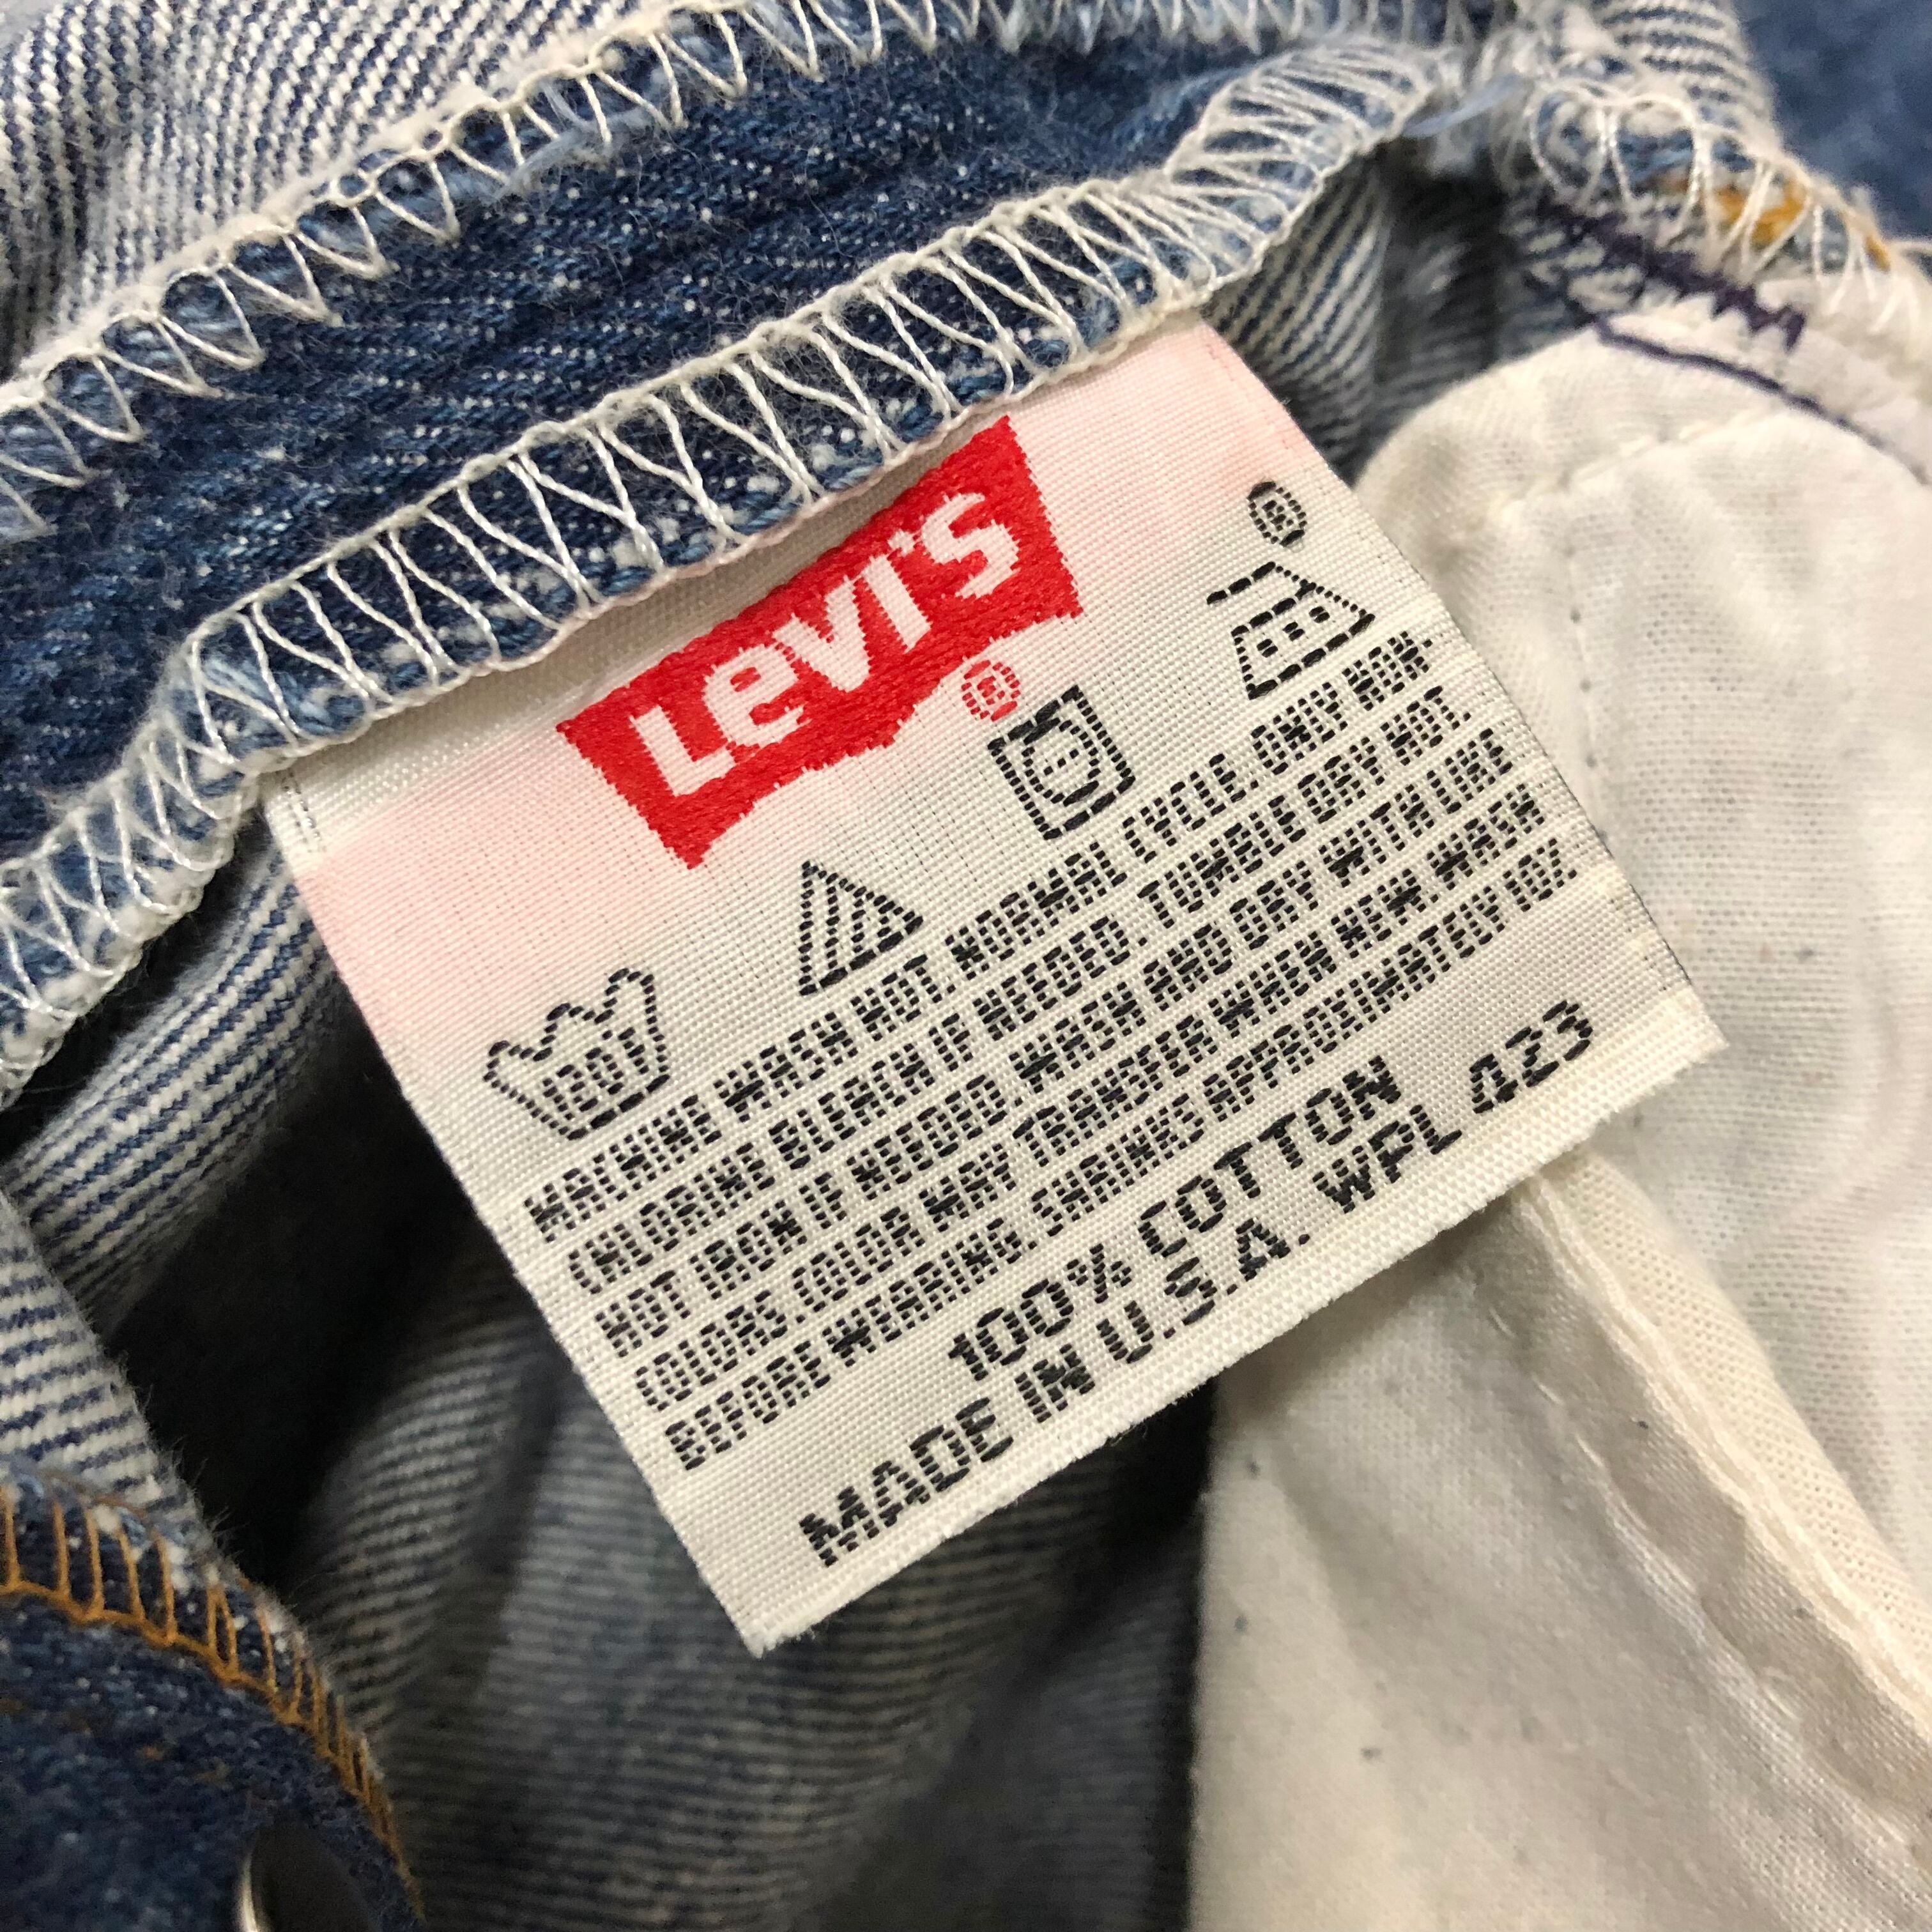 Levi's
®
®
120F
MACHINE WASH HOT. NORMAL CYCLE. ONLY NON-
CHLORINE BLEACH IF NEEDED. TUMBLE DRY HOT.
HOT IRON IF NEEDED. WASH AND DRY WITH LIKE
COLORS. COLOR MAY TRANSFER WHEN NEW. WASH
BEFORE WEARING. SHRINKS APPROXIMATELY 10%.
100% COTTON
MADE IN U.S.A. WPL 423